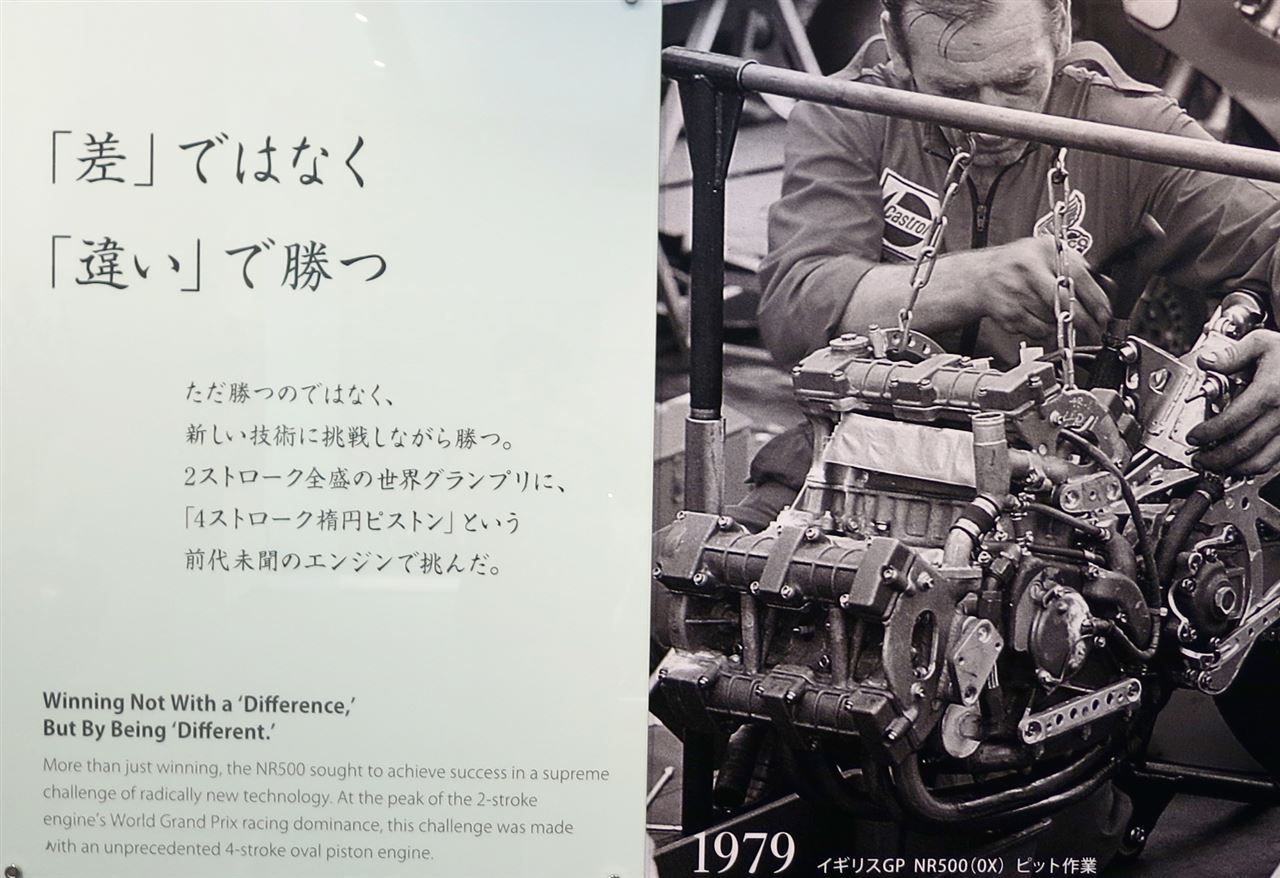 「差」ではなく
「違い」で勝つ
ただ勝つのではなく、
新しい技術に挑戦しながら勝つ。
2ストローク全盛の世界グランプリに、
「4ストローク楕円ピストン」という
前代未聞のエンジンで挑んだ。
Winning Not With a ‘Difference,’
But By Being ‘Different.’
More than just winning, the NR500 sought to achieve success in a supreme
challenge of radically new technology. At the peak of the 2-stroke
engine’s World Grand Prix racing dominance, this challenge was made
with an unprecedented 4-stroke oval piston engine.
Castrol
1979 イギリスGP NR500(0X) ピット作業